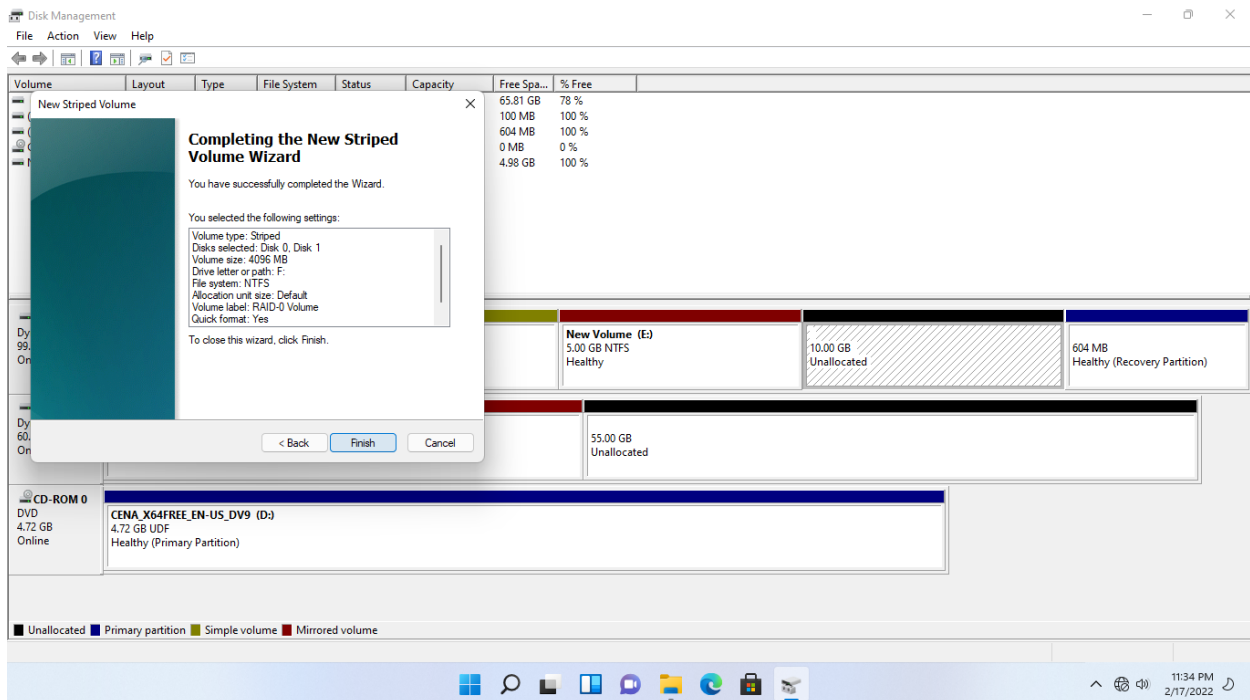 Disk Management
File Action View Help
Volume Layout Type File System Status Capacity Free Spa... % Free
65.81 GB 78 %
100 MB 100 %
604 MB 100 %
0 MB 0 %
4.98 GB 100 %
New Striped Volume
Completing the New Striped
Volume Wizard
You have successfully completed the Wizard.
You selected the following settings:
Volume type: Striped
Disks selected: Disk 0, Disk 1
Volume size: 4096 MB
Drive letter or path: F:
File system: NTFS
Allocation unit size: Default
Volume label: RAID-0 Volume
Quick format: Yes
To close this wizard, click Finish.
< Back Finish Cancel
New Volume (E:)
5.00 GB NTFS
Healthy
10.00 GB
Unallocated
604 MB
Healthy (Recovery Partition)
55.00 GB
Unallocated
CD-ROM 0
DVD
4.72 GB
Online
CENA_X64FREE_EN-US_DV9 (D:)
4.72 GB UDF
Healthy (Primary Partition)
Unallocated Primary partition Simple volume Mirrored volume
11:34 PM
2/17/2022